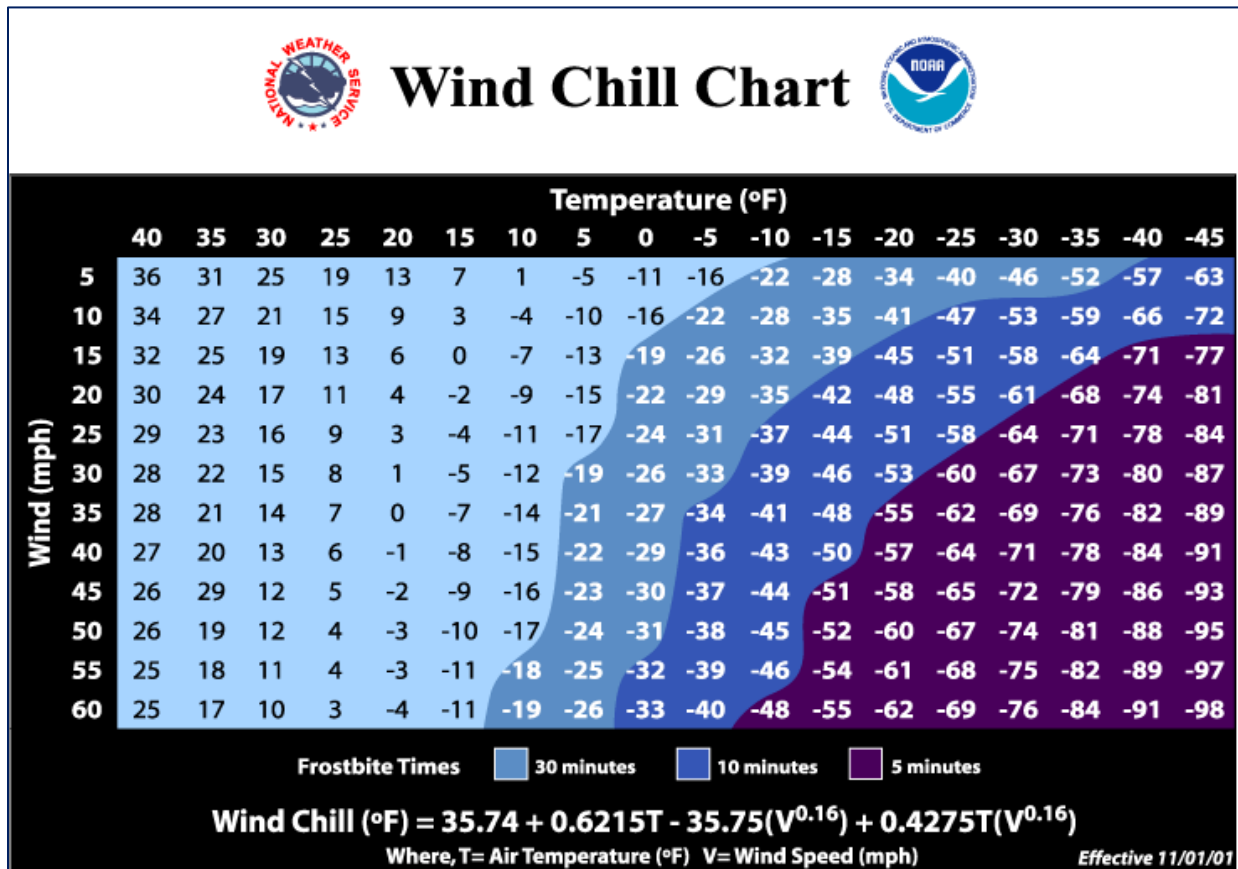 NATIONAL WEATHER SERVICE
Wind Chill Chart
NATIONAL OCEANIC AND ATMOSPHERIC ADMINISTRATION
NOAA
U.S. DEPARTMENT OF COMMERCE
Temperature (ºF)
40 35 30 25 20 15 10 5 0 -5 -10 -15 -20 -25 -30 -35 -40 -45
Wind (mph)
5 36 31 25 19 13 7 1 -5 -11 -16 -22 -28 -34 -40 -46 -52 -57 -63
10 34 27 21 15 9 3 -4 -10 -16 -22 -28 -35 -41 -47 -53 -59 -66 -72
15 32 25 19 13 6 0 -7 -13 -19 -26 -32 -39 -45 -51 -58 -64 -71 -77
20 30 24 17 11 4 -2 -9 -15 -22 -29 -35 -42 -48 -55 -61 -68 -74 -81
25 29 23 16 9 3 -4 -11 -17 -24 -31 -37 -44 -51 -58 -64 -71 -78 -84
30 28 22 15 8 1 -5 -12 -19 -26 -33 -39 -46 -53 -60 -67 -73 -80 -87
35 28 21 14 7 0 -7 -14 -21 -27 -34 -41 -48 -55 -62 -69 -76 -82 -89
40 27 20 13 6 -1 -8 -15 -22 -29 -36 -43 -50 -57 -64 -71 -78 -84 -91
45 26 29 12 5 -2 -9 -16 -23 -30 -37 -44 -51 -58 -65 -72 -79 -86 -93
50 26 19 12 4 -3 -10 -17 -24 -31 -38 -45 -52 -60 -67 -74 -81 -88 -95
55 25 18 11 4 -3 -11 -18 -25 -32 -39 -46 -54 -61 -68 -75 -82 -89 -97
60 25 17 10 3 -4 -11 -19 -26 -33 -40 -48 -55 -62 -69 -76 -84 -91 -98
Frostbite Times 30 minutes 10 minutes 5 minutes
Wind Chill (ºF) = 35.74 + 0.6215T - 35.75(V^0.16) + 0.4275T(V^0.16)
Where, T= Air Temperature (ºF) V= Wind Speed (mph)
Effective 11/01/01